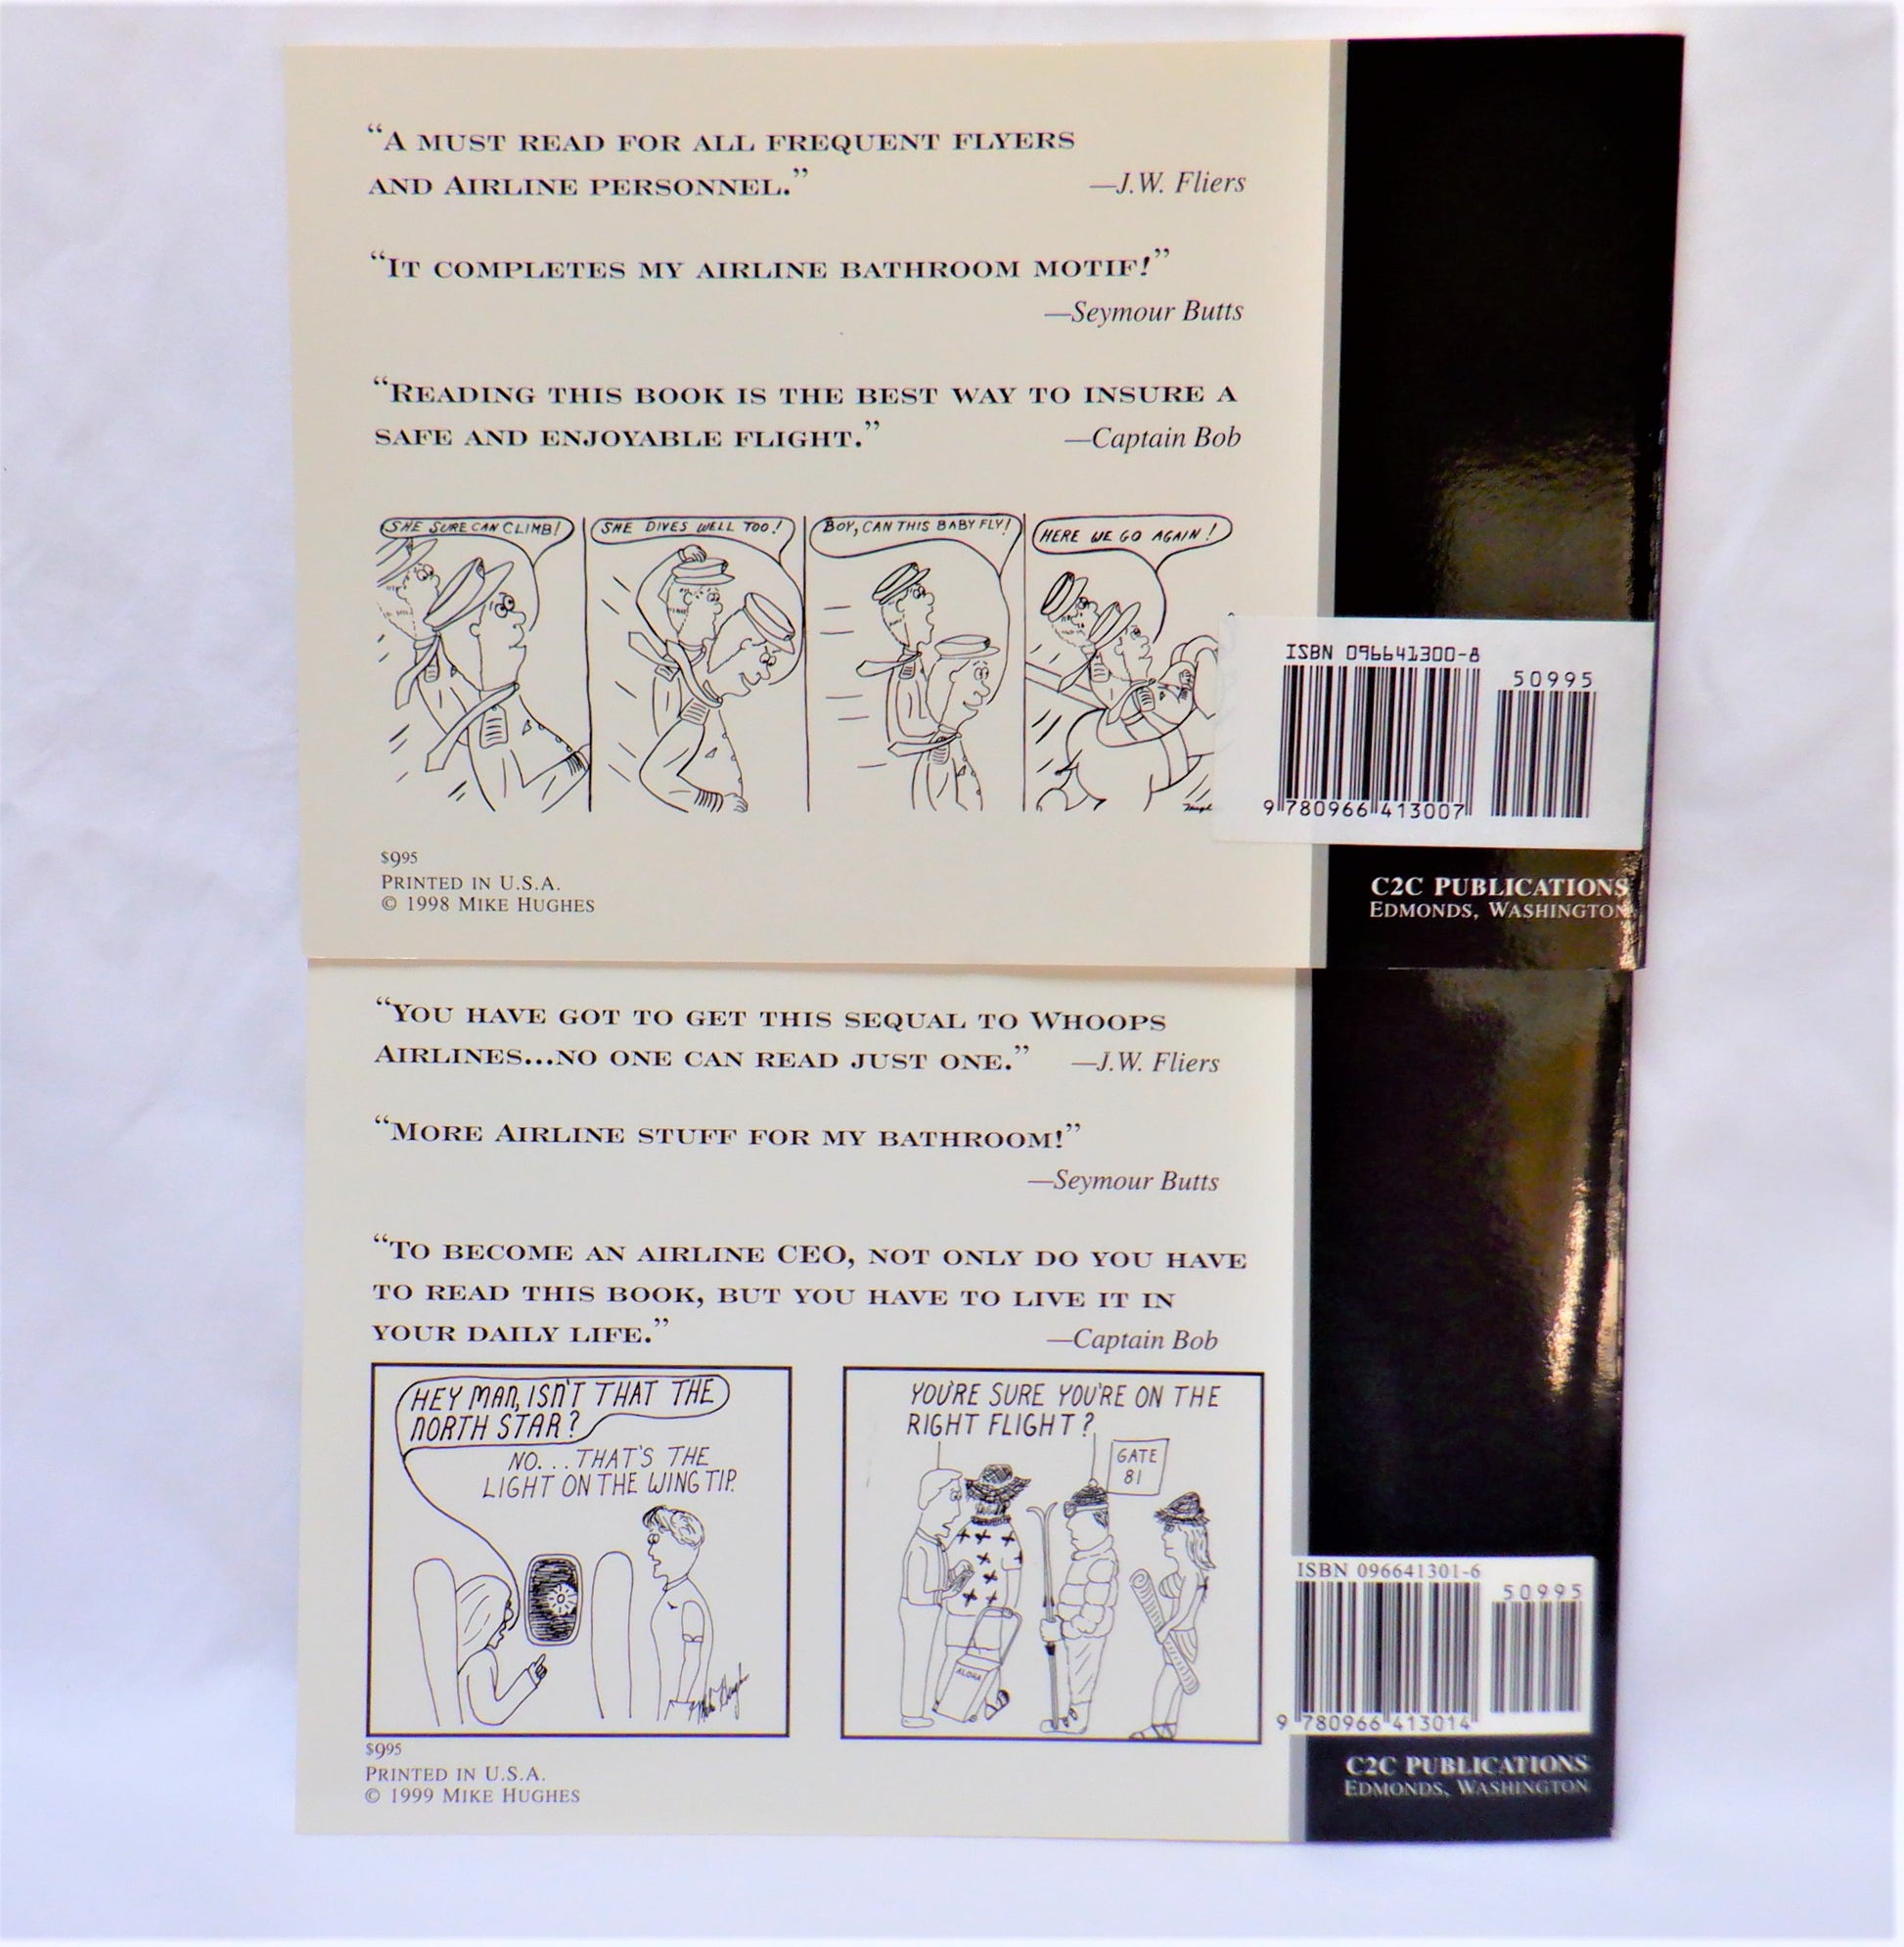 “A MUST READ FOR ALL FREQUENT FLYERS
AND AIRLINE PERSONNEL.” —J.W. Fliers
“IT COMPLETES MY AIRLINE BATHROOM MOTIF!”
—Seymour Butts
“READING THIS BOOK IS THE BEST WAY TO INSURE A
SAFE AND ENJOYABLE FLIGHT.” —Captain Bob
SHE SURE CAN CLIMB!
SHE DIVES WELL TOO!
BOY, CAN THIS BABY FLY!
HERE WE GO AGAIN!
ISBN 096641300-8
50995
9 780966 413007
$995
PRINTED IN U.S.A.
© 1998 MIKE HUGHES
C2C PUBLICATIONS
EDMONDS, WASHINGTON
“YOU HAVE GOT TO GET THIS SEQUAL TO WHOOPS
AIRLINES...NO ONE CAN READ JUST ONE.” —J.W. Fliers
“MORE AIRLINE STUFF FOR MY BATHROOM!”
—Seymour Butts
“TO BECOME AN AIRLINE CEO, NOT ONLY DO YOU HAVE
TO READ THIS BOOK, BUT YOU HAVE TO LIVE IT IN
YOUR DAILY LIFE.” —Captain Bob
HEY MAN, ISN'T THAT THE
NORTH STAR?
NO...THAT'S THE
LIGHT ON THE WING TIP.
Mike Hughes
YOU'RE SURE YOU'RE ON THE
RIGHT FLIGHT?
GATE
81
ALOHA
ISBN 096641301-6
50995
9 780966 413014
$995
PRINTED IN U.S.A.
© 1999 MIKE HUGHES
C2C PUBLICATIONS
EDMONDS, WASHINGTON